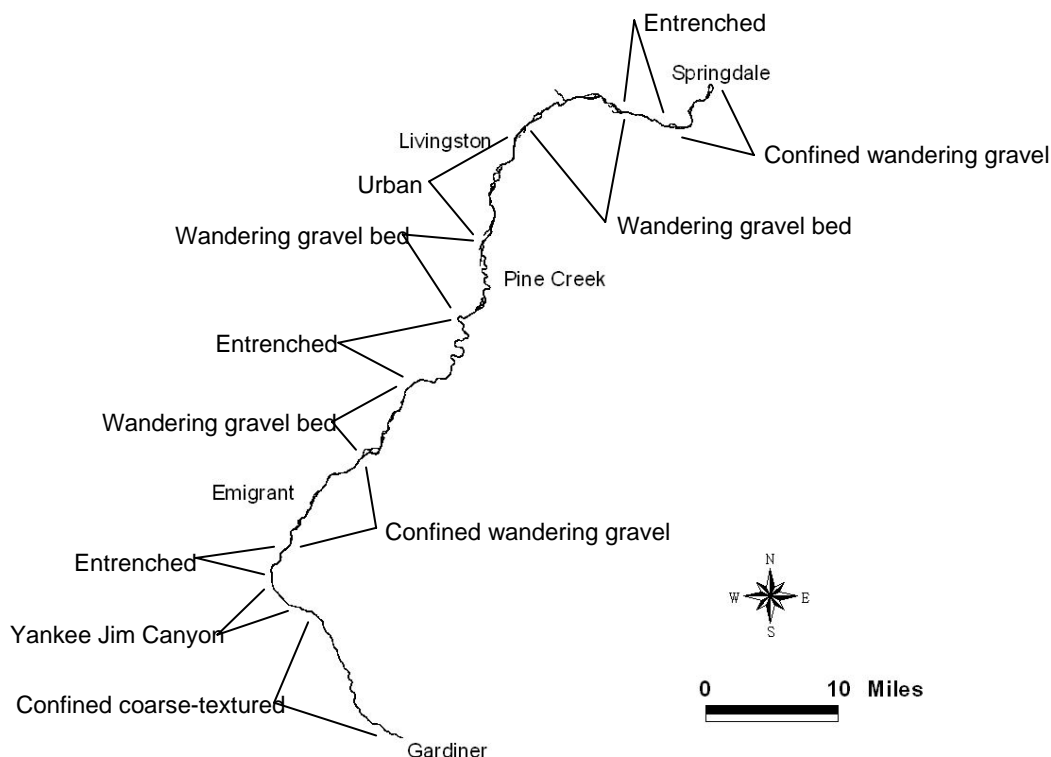 Entrenched
Springdale
Livingston
Confined wandering gravel
Urban
Wandering gravel bed
Wandering gravel bed
Pine Creek
Entrenched
Wandering gravel bed
Emigrant
Confined wandering gravel
Entrenched
N
W E
S
Yankee Jim Canyon
0 10 Miles
Confined coarse-textured
Gardiner